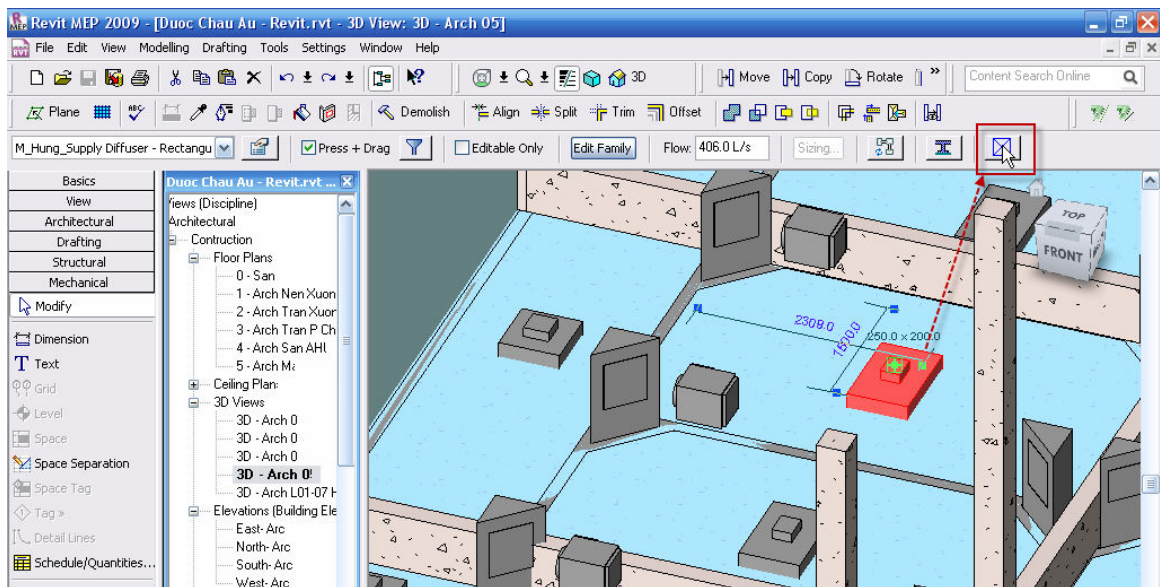 Revit MEP 2009 - [Duoc Chau Au - Revit.rvt - 3D View: 3D - Arch 05]
File Edit View Modelling Drafting Tools Settings Window Help
3D Move Copy Rotate » Content Search Online
Plane Demolish Align Split Trim Offset
M_Hung_Supply Diffuser - Rectangu Press + Drag Editable Only Edit Family Flow: 406.0 L/s Sizing...
Basics
View
Architectural
Drafting
Structural
Mechanical
Modify
Dimension
Text
Grid
Level
Space
Space Separation
Space Tag
Tag »
Detail Lines
Schedule/Quantities...
Duoc Chau Au - Revit.rvt ...
Views (Discipline)
Architectural
Contruction
Floor Plans
0 - San
1 - Arch Nen Xuon
2 - Arch Tran Xuor
3 - Arch Tran P Ch
4 - Arch San AHL
5 - Arch Ma
Ceiling Plan:
3D Views
3D - Arch 0
3D - Arch 0
3D - Arch 0
3D - Arch 0
3D - Arch L01-07 H
Elevations (Building Ele
East- Arc
North- Arc
South- Arc
West- Arc
TOP
FRONT
2308.0
250.0 x 200.0